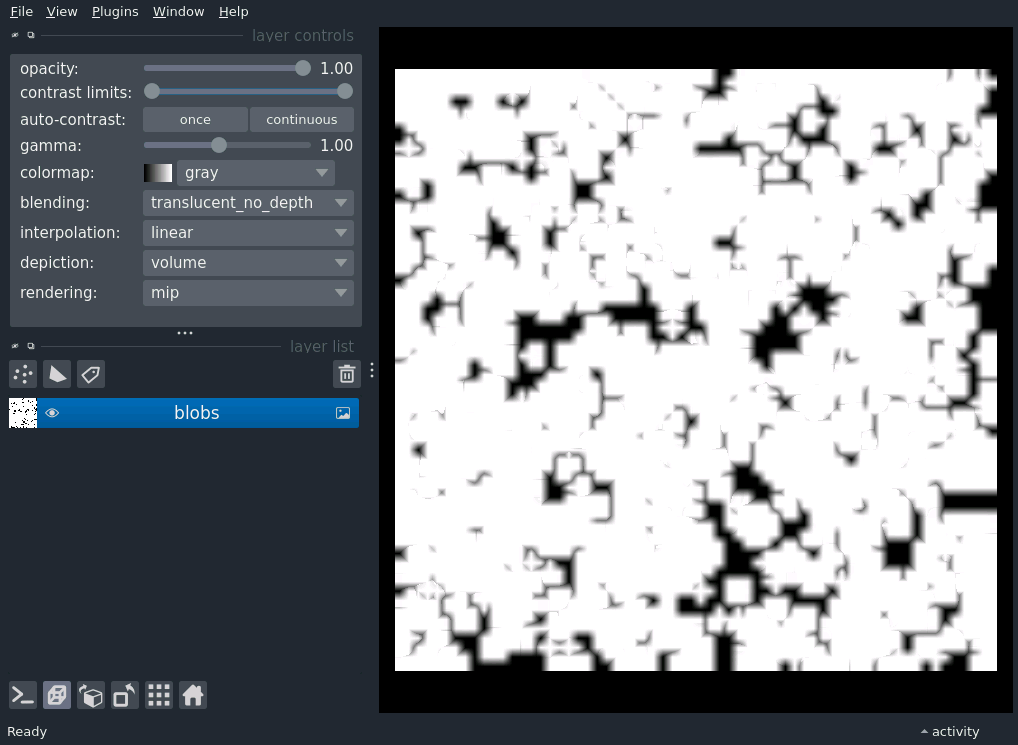 File View Plugins Window Help
layer controls
opacity: 1.00
contrast limits:
auto-contrast: once continuous
gamma: 1.00
colormap: gray
blending: translucent_no_depth
interpolation: linear
depiction: volume
rendering: mip
layer list
blobs
Ready
activity